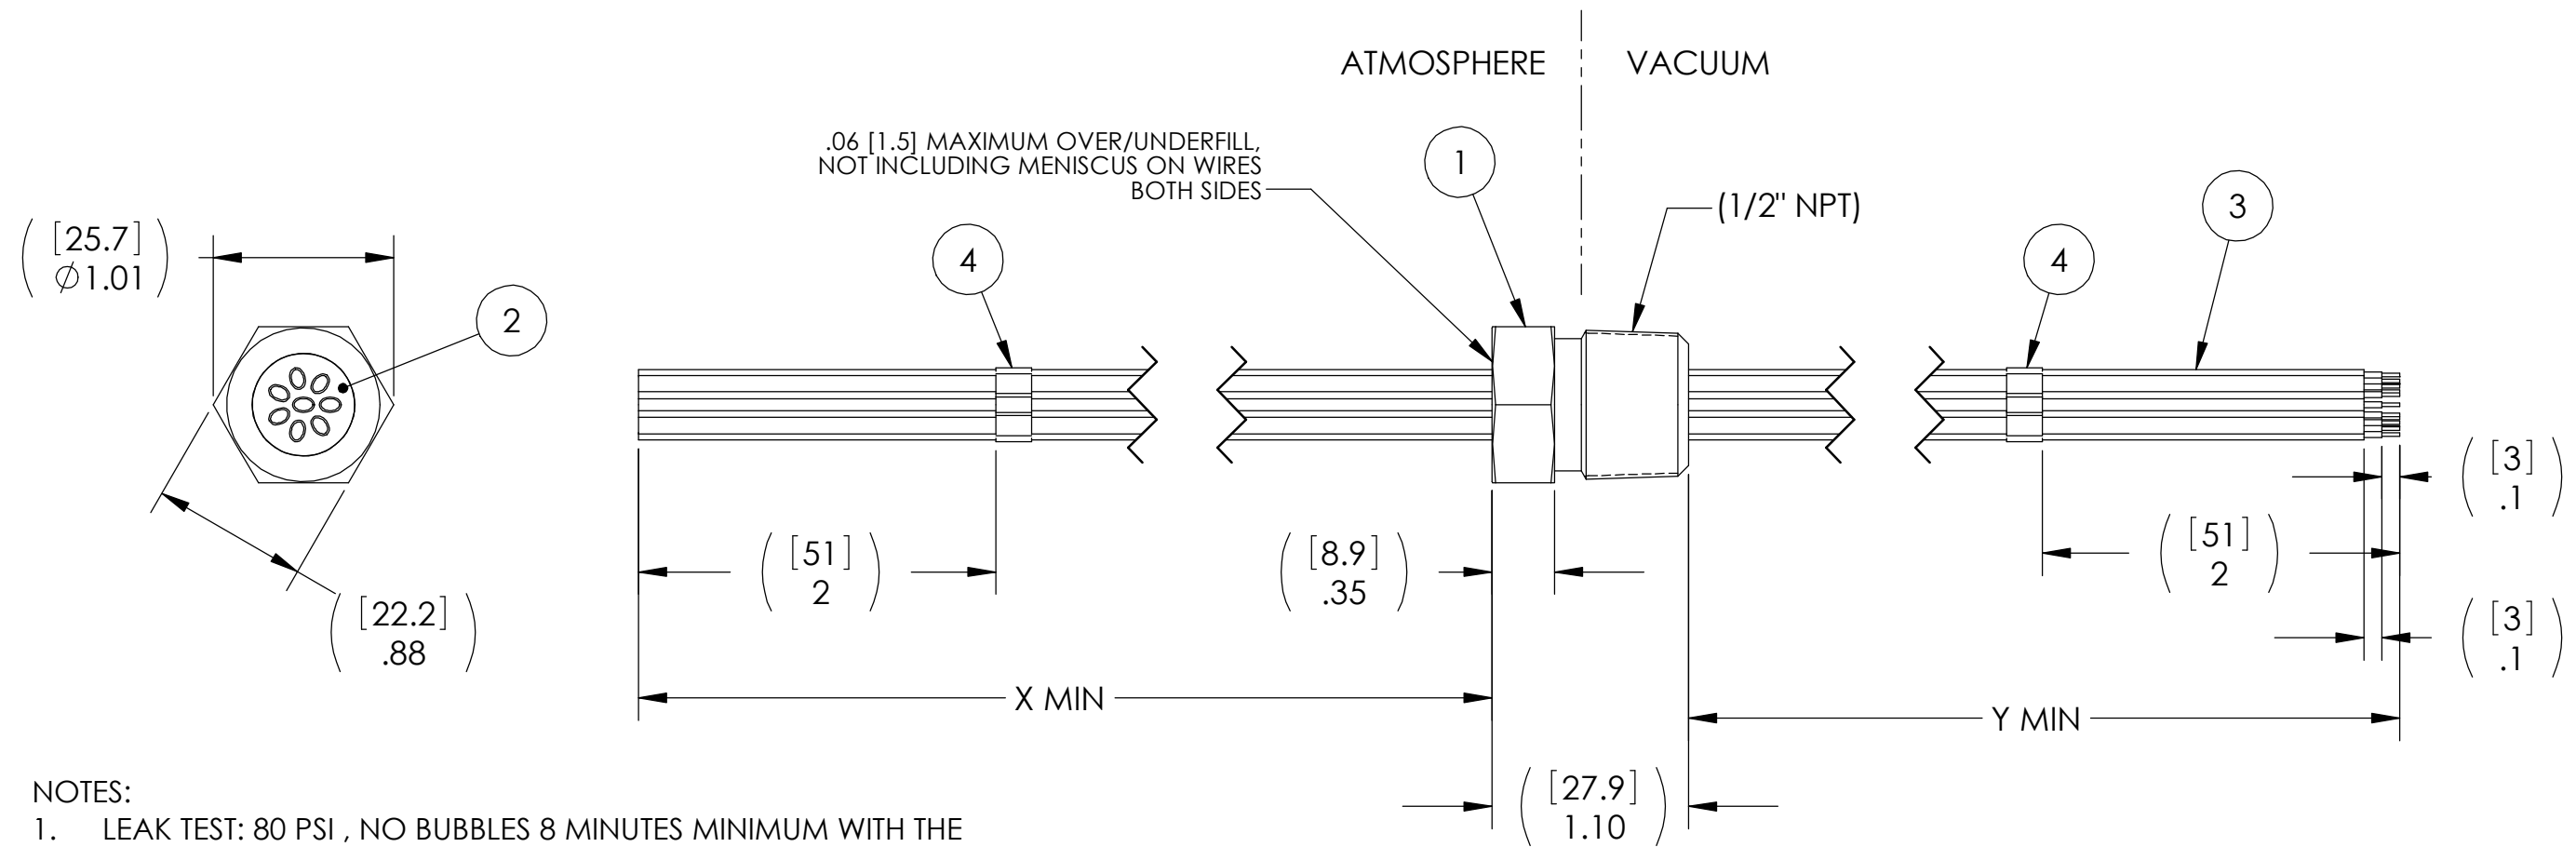 ATMOSPHERE
VACUUM
.06 [1.5] MAXIMUM OVER/UNDERFILL,
NOT INCLUDING MENISCUS ON WIRES
BOTH SIDES
1
(1/2" NPT)
3
4
4
2
([25.7]
∅1.01)
([22.2]
.88)
([51]
2)
([8.9]
.35)
([51]
2)
([3]
.1)
([3]
.1)
X MIN
Y MIN
([27.9]
1.10)
NOTES:
1. LEAK TEST: 80 PSI , NO BUBBLES 8 MINUTES MINIMUM WITH THE